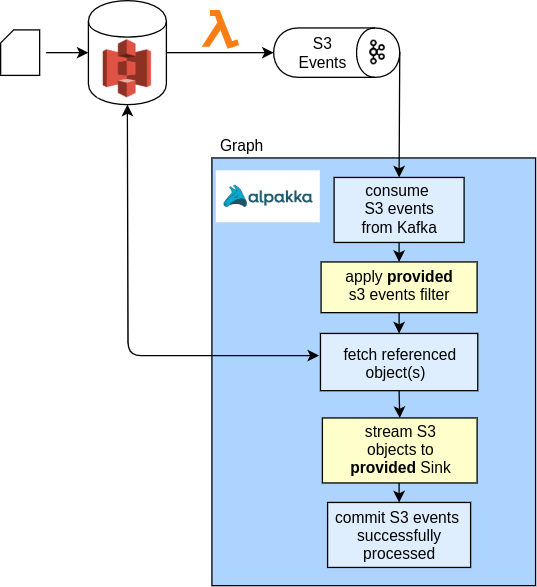 S3
Events
Graph
alpakka
consume
S3 events
from Kafka
apply provided
s3 events filter
fetch referenced
object(s)
stream S3
objects to
provided Sink
commit S3 events
successfully
processed